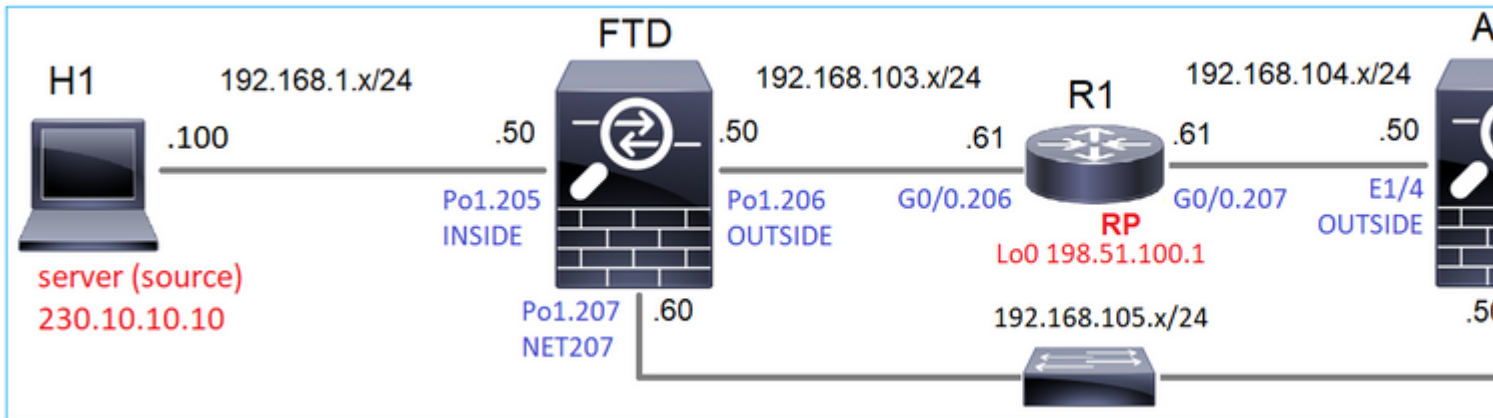 FTD
A
H1
192.168.1.x/24
192.168.103.x/24
192.168.104.x/24
R1
.100
.50
.50
.61
.61
.50
Po1.205
INSIDE
Po1.206
OUTSIDE
G0/0.206
G0/0.207
E1/4
OUTSIDE
RP
Lo0 198.51.100.1
server (source)
230.10.10.10
Po1.207
NET207
.60
192.168.105.x/24